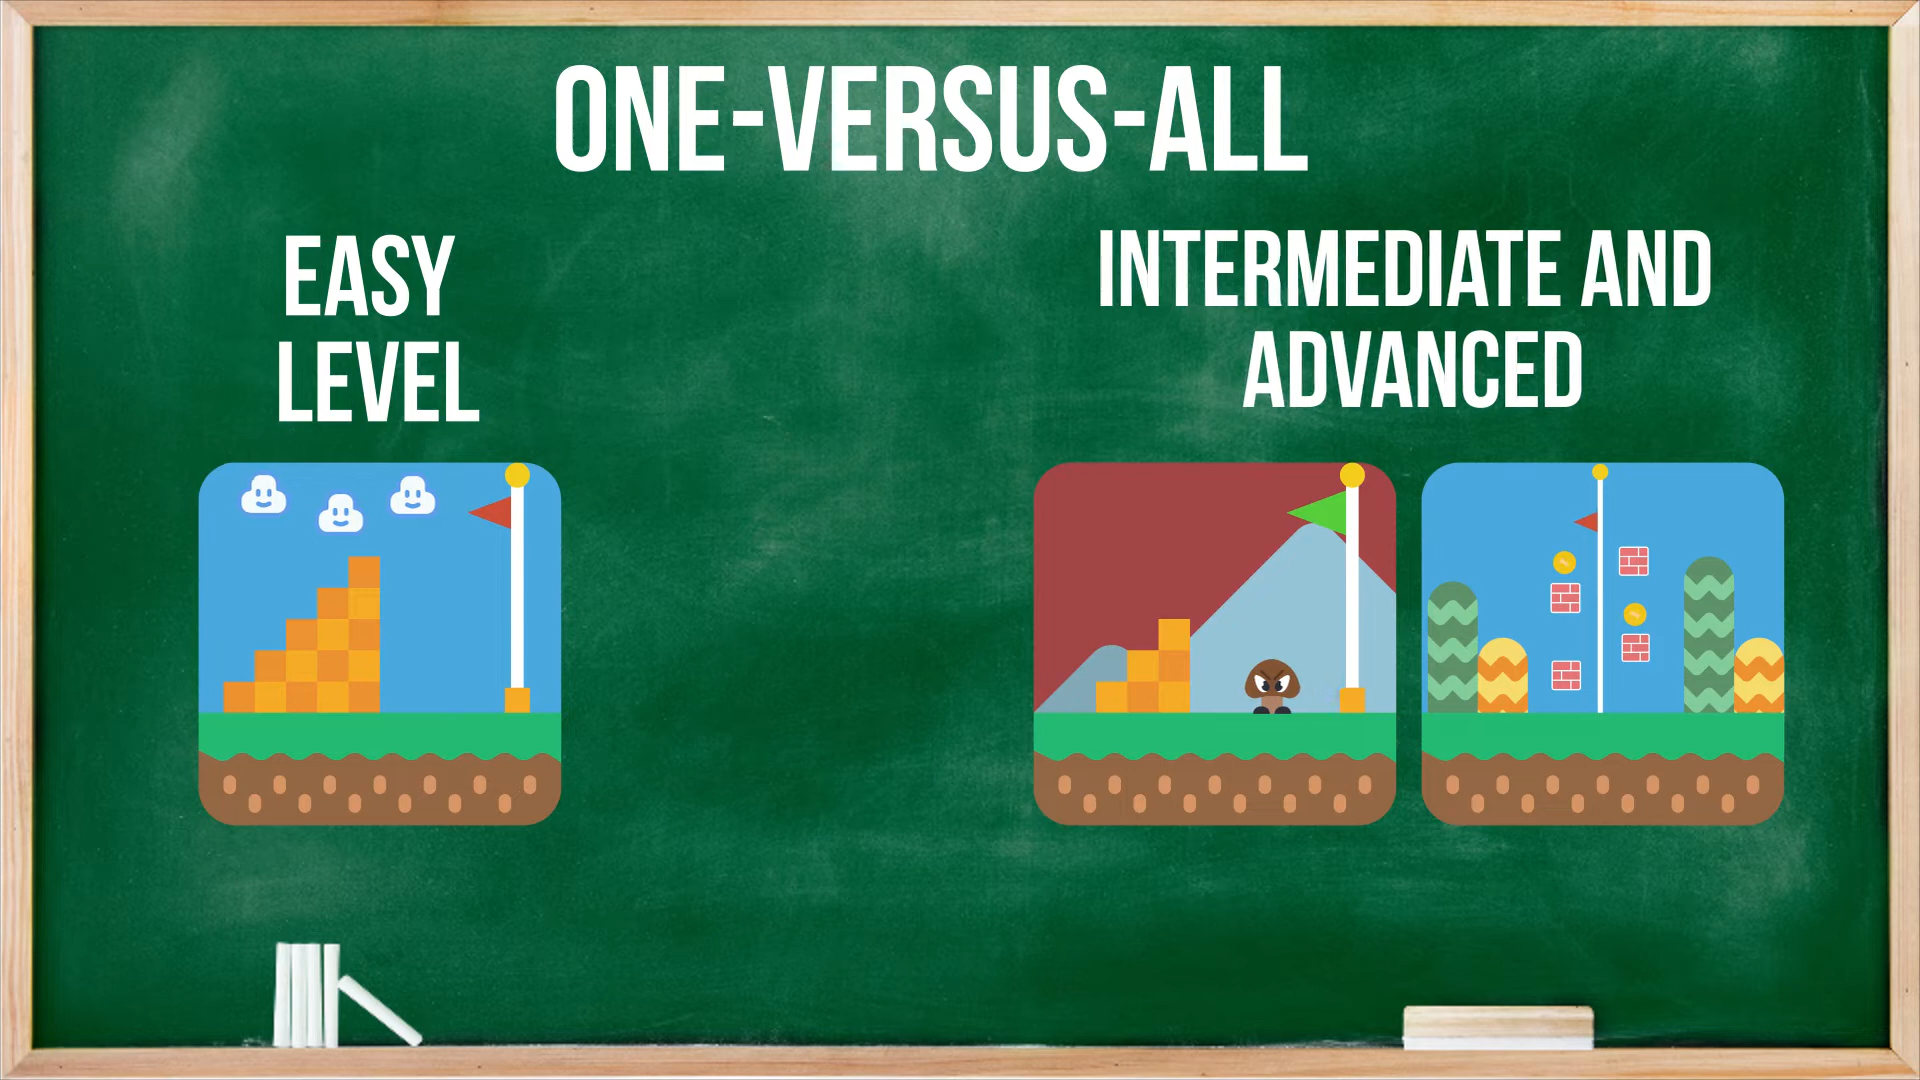 ONE-VERSUS-ALL
EASY
LEVEL
INTERMEDIATE AND
ADVANCED